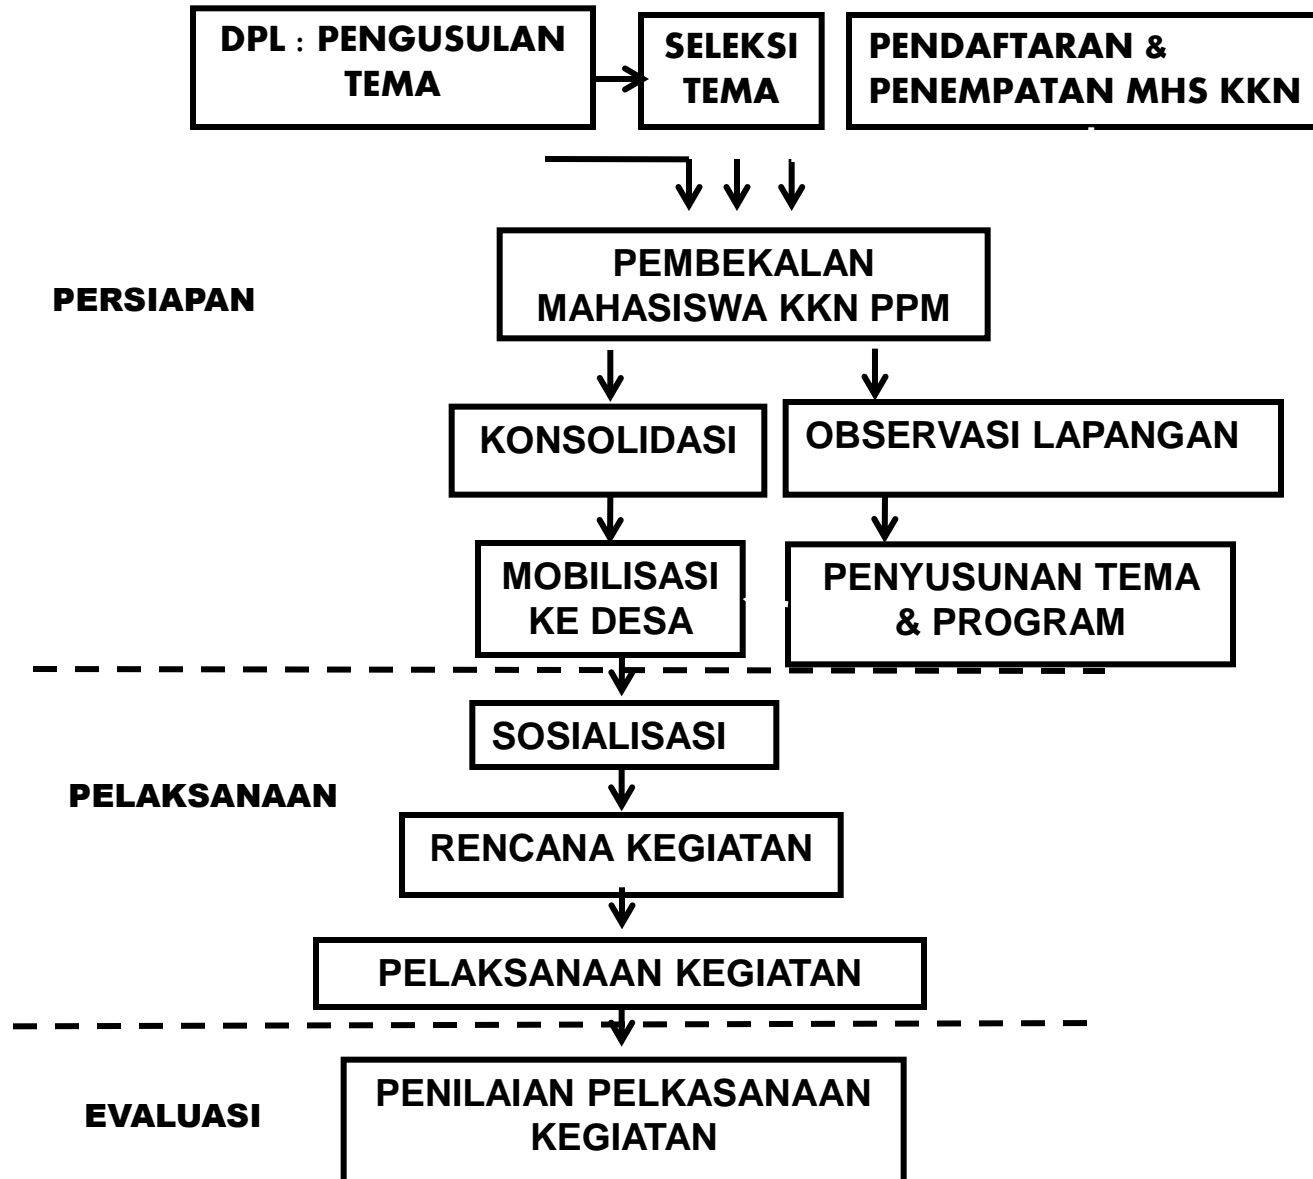 DPL : PENGUSULAN
TEMA
SELEKSI
TEMA
PENDAFTARAN &
PENEMPATAN MHS KKN
PEMBEKALAN
MAHASISWA KKN PPM
PERSIAPAN
KONSOLIDASI
OBSERVASI LAPANGAN
MOBILISASI
KE DESA
PENYUSUNAN TEMA
& PROGRAM
SOSIALISASI
PELAKSANAAN
RENCANA KEGIATAN
PELAKSANAAN KEGIATAN
EVALUASI
PENILAIAN PELKASANAAN
KEGIATAN